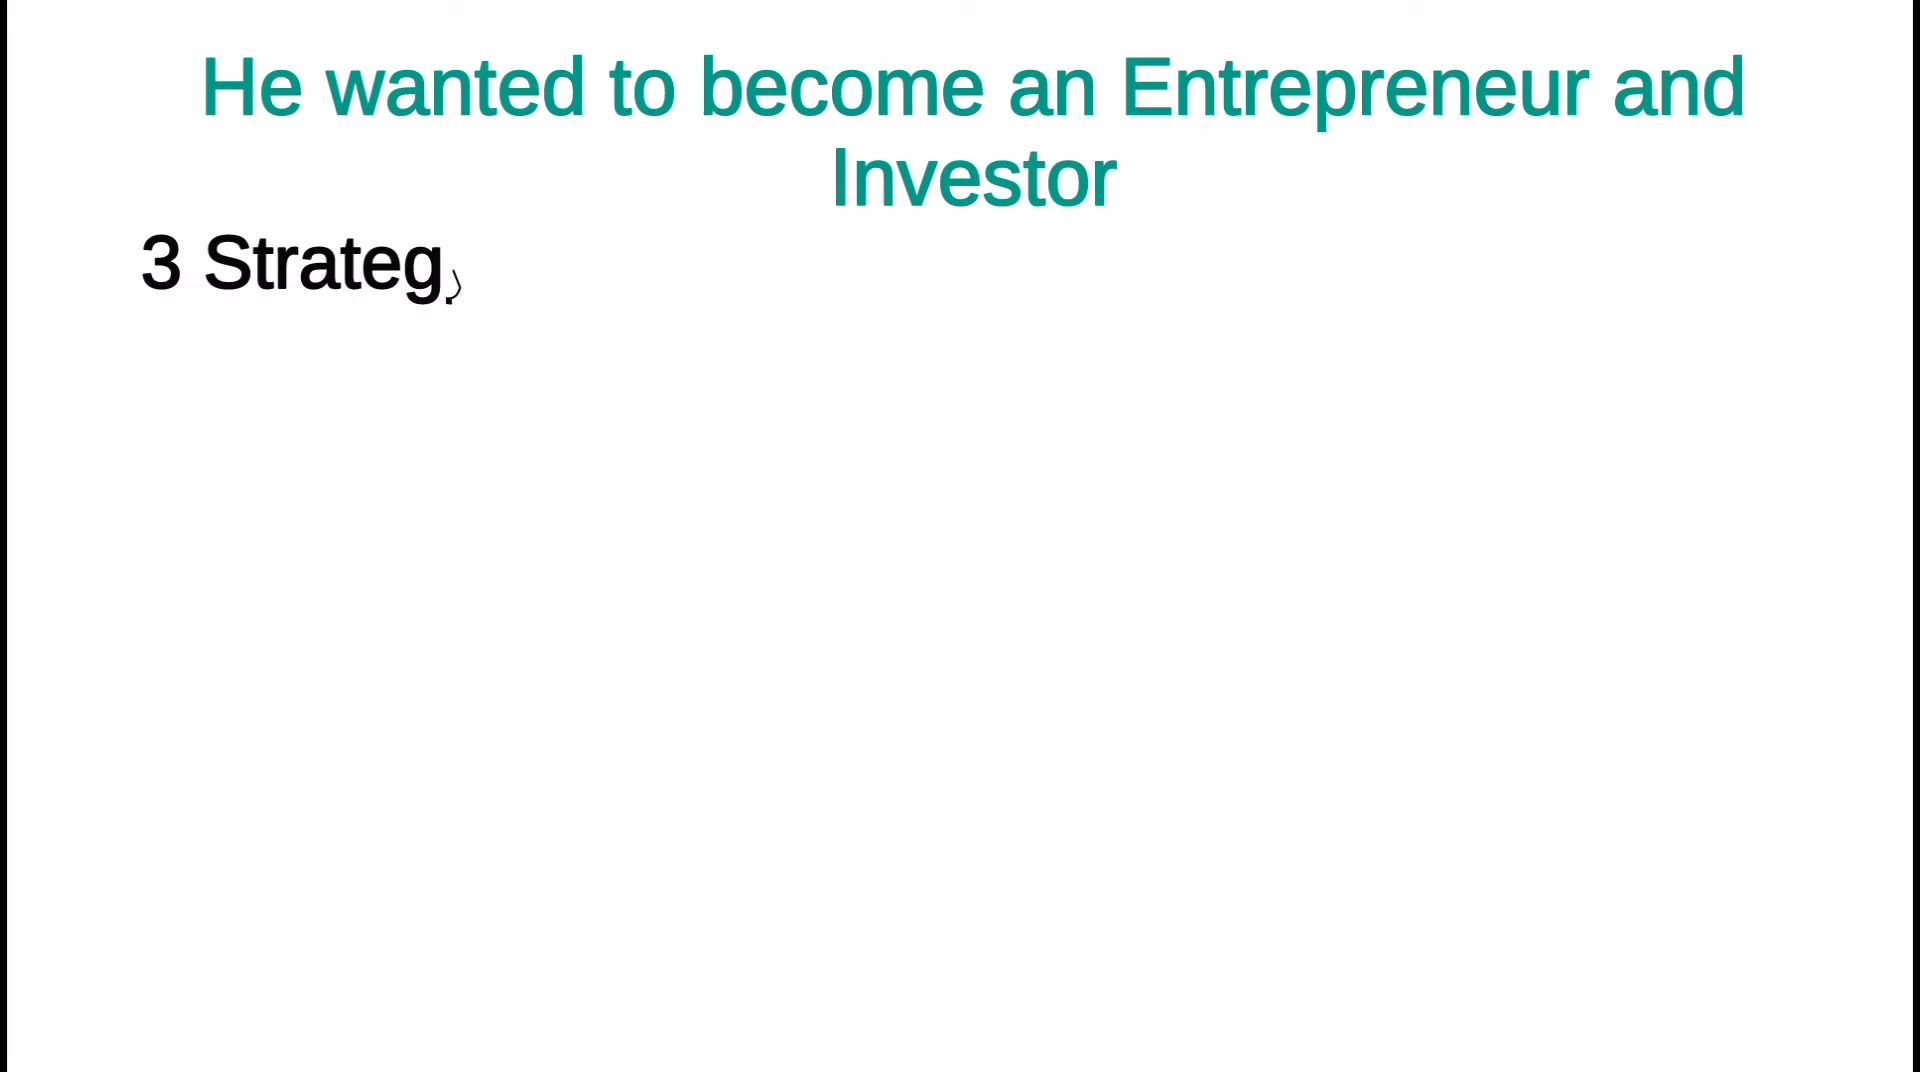 He wanted to become an Entrepreneur and
Investor
3 Strateg